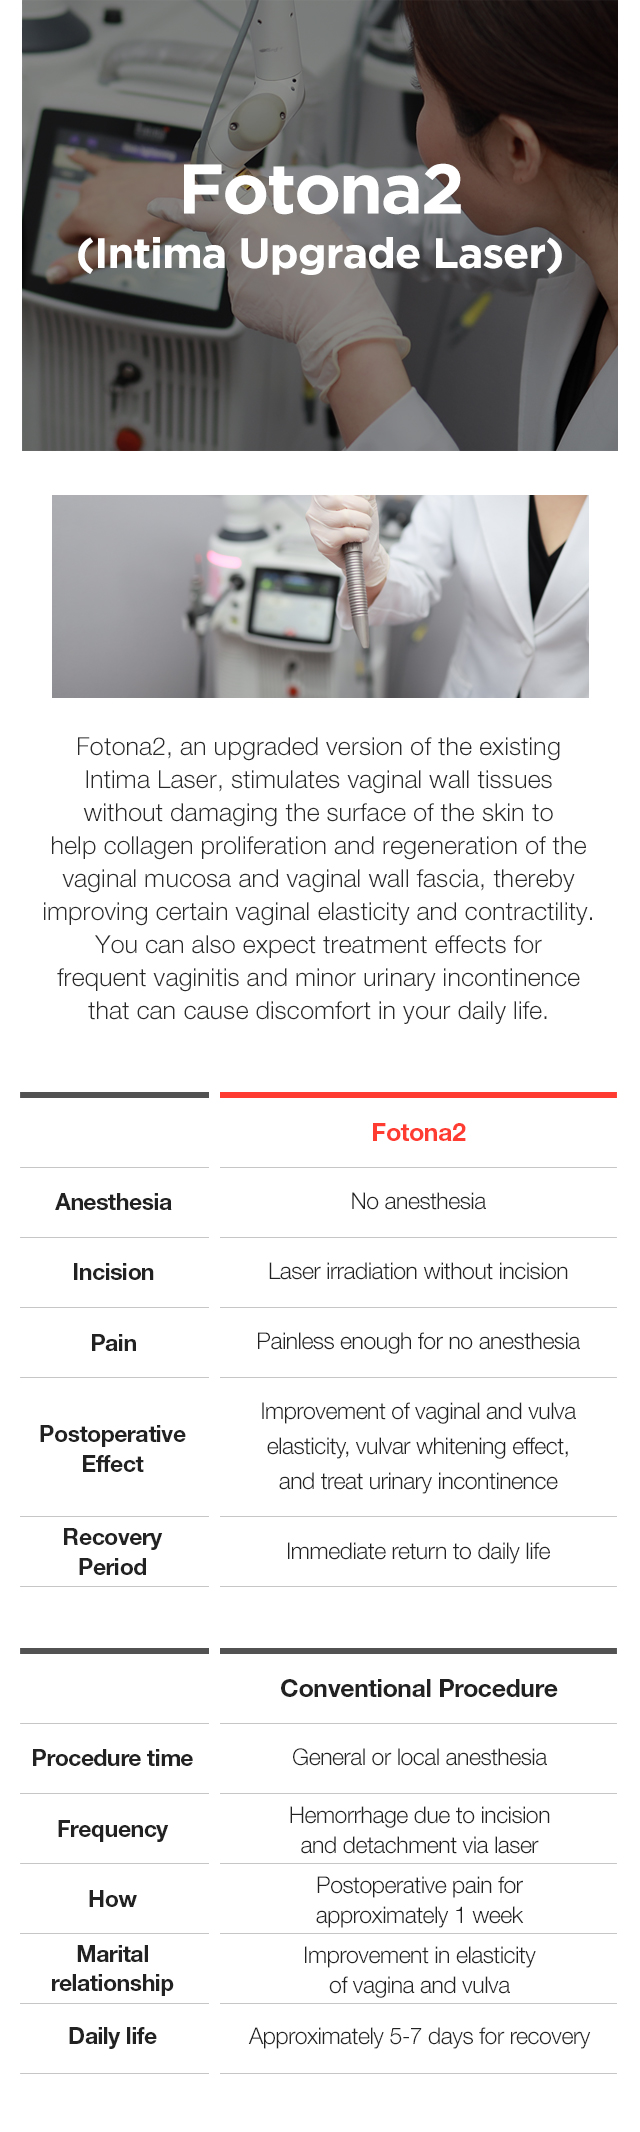 Fotona2
(Intima Upgrade Laser)
Fotona2, an upgraded version of the existing
Intima Laser, stimulates vaginal wall tissues
without damaging the surface of the skin to
help collagen proliferation and regeneration of the
vaginal mucosa and vaginal wall fascia, thereby
improving certain vaginal elasticity and contractility.
You can also expect treatment effects for
frequent vaginitis and minor urinary incontinence
that can cause discomfort in your daily life.
Fotona2
Anesthesia
No anesthesia
Incision
Laser irradiation without incision
Pain
Painless enough for no anesthesia
Postoperative
Effect
Improvement of vaginal and vulva
elasticity, vulvar whitening effect,
and treat urinary incontinence
Recovery
Period
Immediate return to daily life
Conventional Procedure
Procedure time
General or local anesthesia
Frequency
Hemorrhage due to incision
and detachment via laser
How
Postoperative pain for
approximately 1 week
Marital
relationship
Improvement in elasticity
of vagina and vulva
Daily life
Approximately 5-7 days for recovery